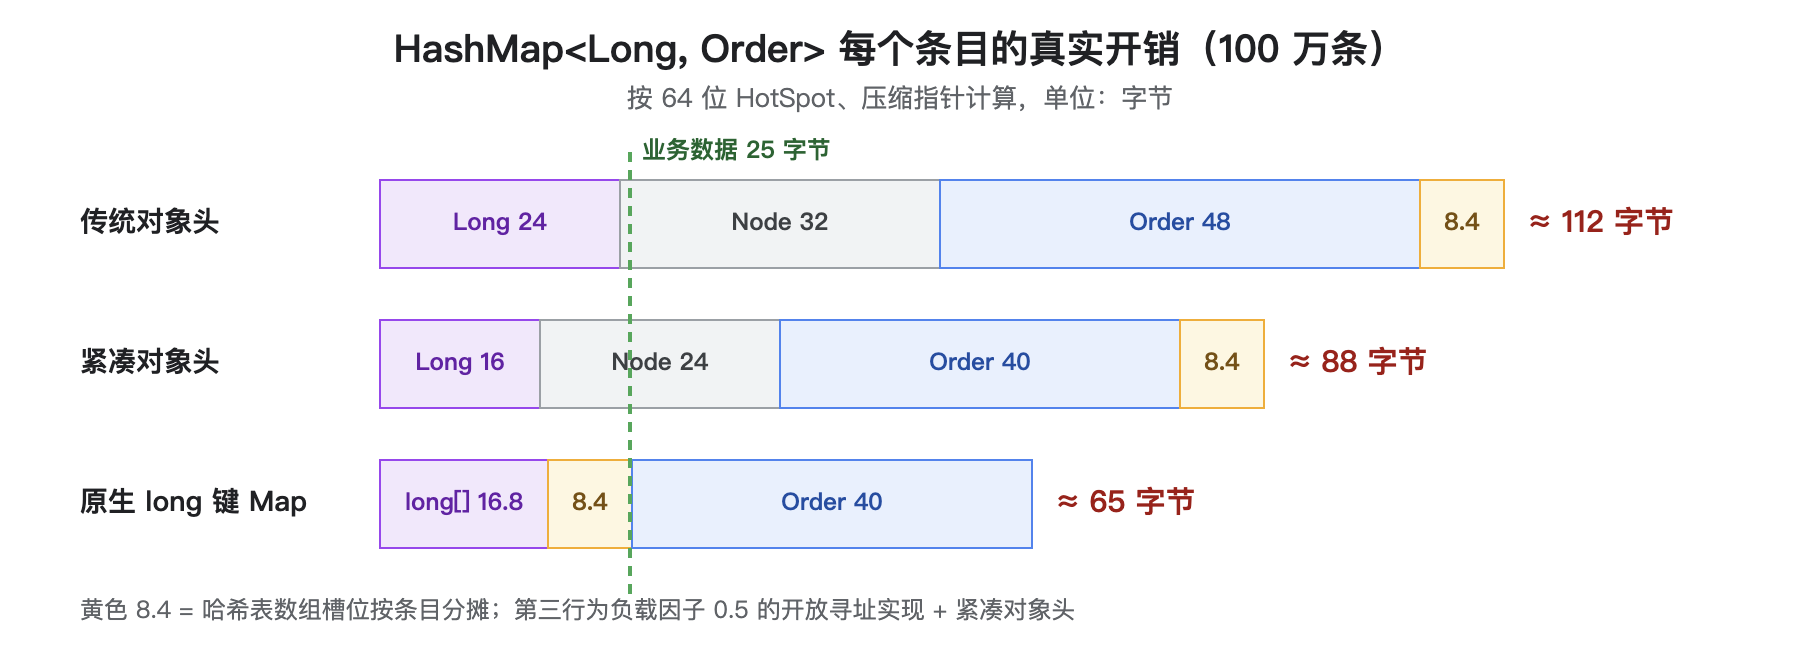 HashMap<Long, Order> 每个条目的真实开销（100 万条）
按 64 位 HotSpot、压缩指针计算，单位：字节
业务数据 25 字节
传统对象头 Long 24 Node 32 Order 48 8.4 ≈ 112 字节
紧凑对象头 Long 16 Node 24 Order 40 8.4 ≈ 88 字节
原生 long 键 Map long[] 16.8 8.4 Order 40 ≈ 65 字节
黄色 8.4 = 哈希表数组槽位按条目分摊；第三行为负载因子 0.5 的开放寻址实现 + 紧凑对象头